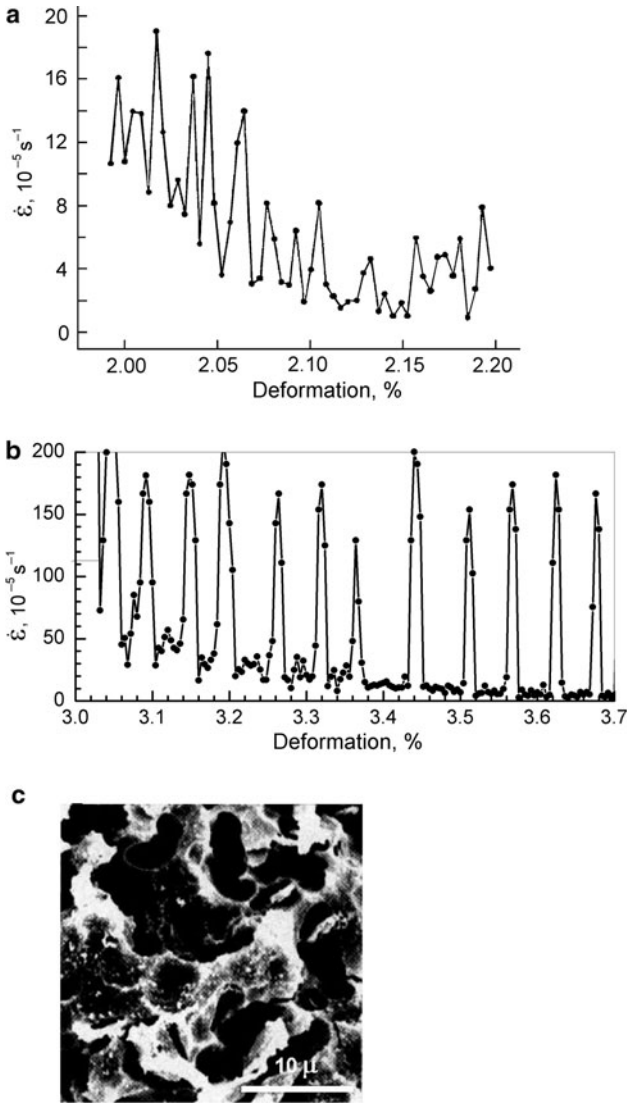 a
20
16
12
8
4
0
ε̇, 10⁻⁵ s⁻¹
2.00 2.05 2.10 2.15 2.20
Deformation, %
b
200
150
100
50
0
ε̇, 10⁻⁵ s⁻¹
3.0 3.1 3.2 3.3 3.4 3.5 3.6 3.7
Deformation, %
c
10 μ